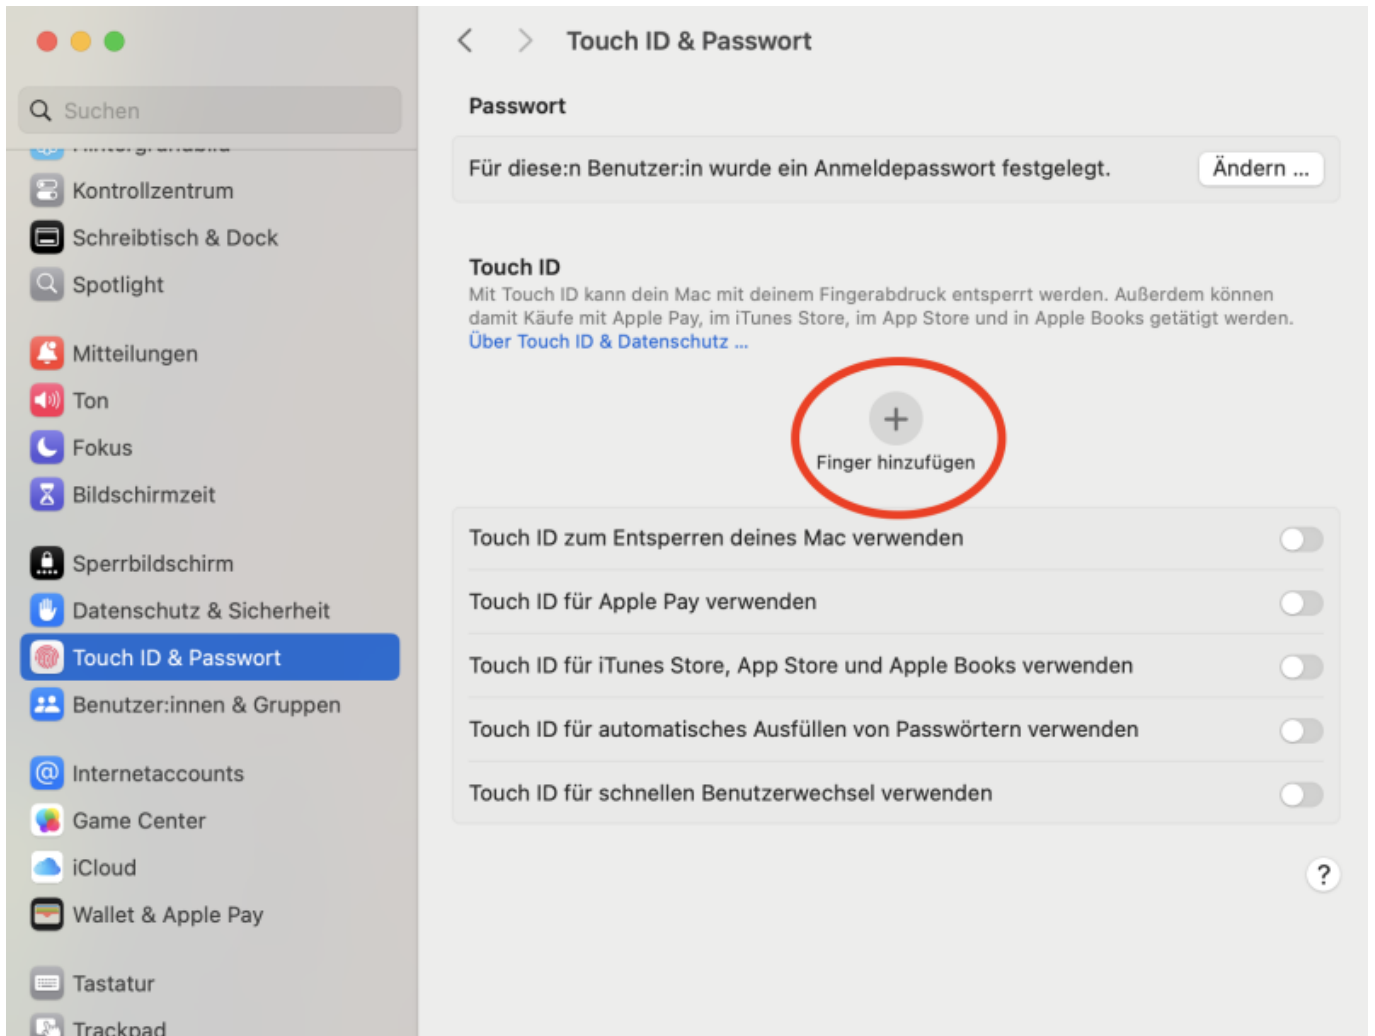 Touch ID & Passwort
Suchen
Kontrollzentrum
Schreibtisch & Dock
Spotlight
Mitteilungen
Ton
Fokus
Bildschirmzeit
Sperrbildschirm
Datenschutz & Sicherheit
Touch ID & Passwort
Benutzer:innen & Gruppen
Internetaccounts
Game Center
iCloud
Wallet & Apple Pay
Tastatur
Trackpad
Passwort
Für diese:n Benutzer:in wurde ein Anmeldepasswort festgelegt.
Ändern ...
Touch ID
Mit Touch ID kann dein Mac mit deinem Fingerabdruck entsperrt werden. Außerdem können
damit Käufe mit Apple Pay, im iTunes Store, im App Store und in Apple Books getätigt werden.
Über Touch ID & Datenschutz ...
+
Finger hinzufügen
Touch ID zum Entsperren deines Mac verwenden
Touch ID für Apple Pay verwenden
Touch ID für iTunes Store, App Store und Apple Books verwenden
Touch ID für automatisches Ausfüllen von Passwörtern verwenden
Touch ID für schnellen Benutzerwechsel verwenden
?